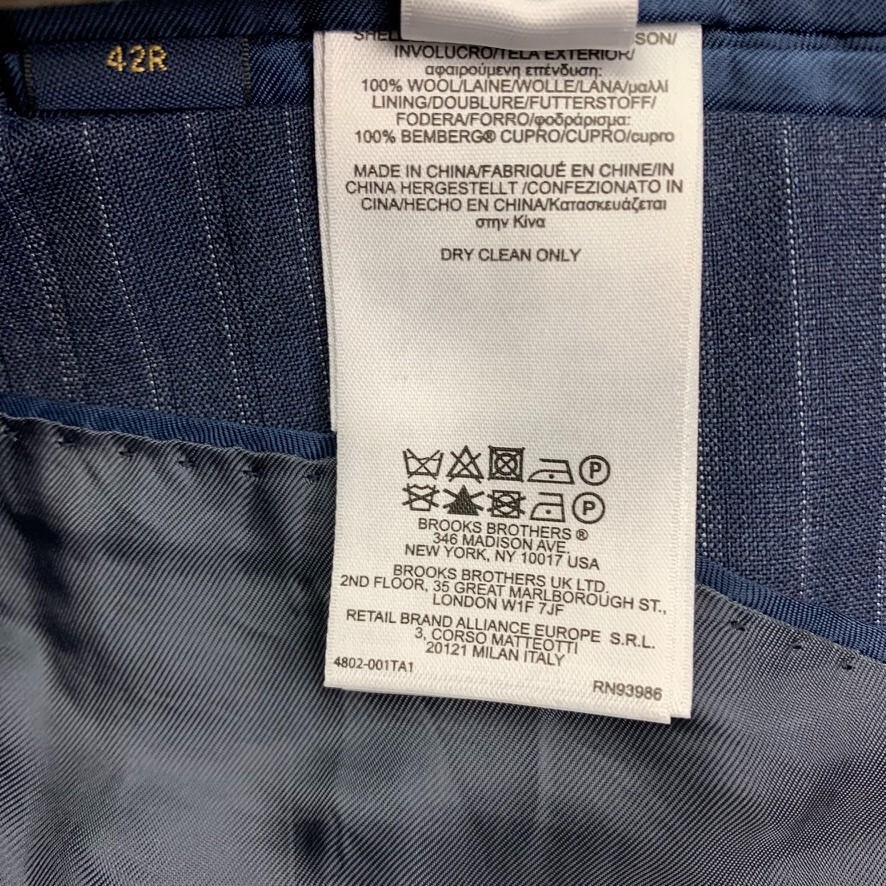 42R
SON/
INVOLUCRO/TELA EXTERIOR/
αφαιρούμενη επένδυση:
100% WOOL/LAINE/WOLLE/LANA/μαλλί
LINING/DOUBLURE/FUTTERSTOFF/
FODERA/FORRO/φοδράρισμα:
100% BEMBERG® CUPRO/CUPRO/cupro
MADE IN CHINA/FABRIQUÉ EN CHINE/IN
CHINA HERGESTELLT /CONFEZIONATO IN
CINA/HECHO EN CHINA/Κατασκευάζεται
στην Κίνα
DRY CLEAN ONLY
P
P
BROOKS BROTHERS ®
346 MADISON AVE.
NEW YORK, NY 10017 USA
BROOKS BROTHERS UK LTD.
2ND FLOOR, 35 GREAT MARLBOROUGH ST.,
LONDON W1F 7JF
RETAIL BRAND ALLIANCE EUROPE S.R.L.
3, CORSO MATTEOTTI
20121 MILAN ITALY
4802-001TA1
RN93986